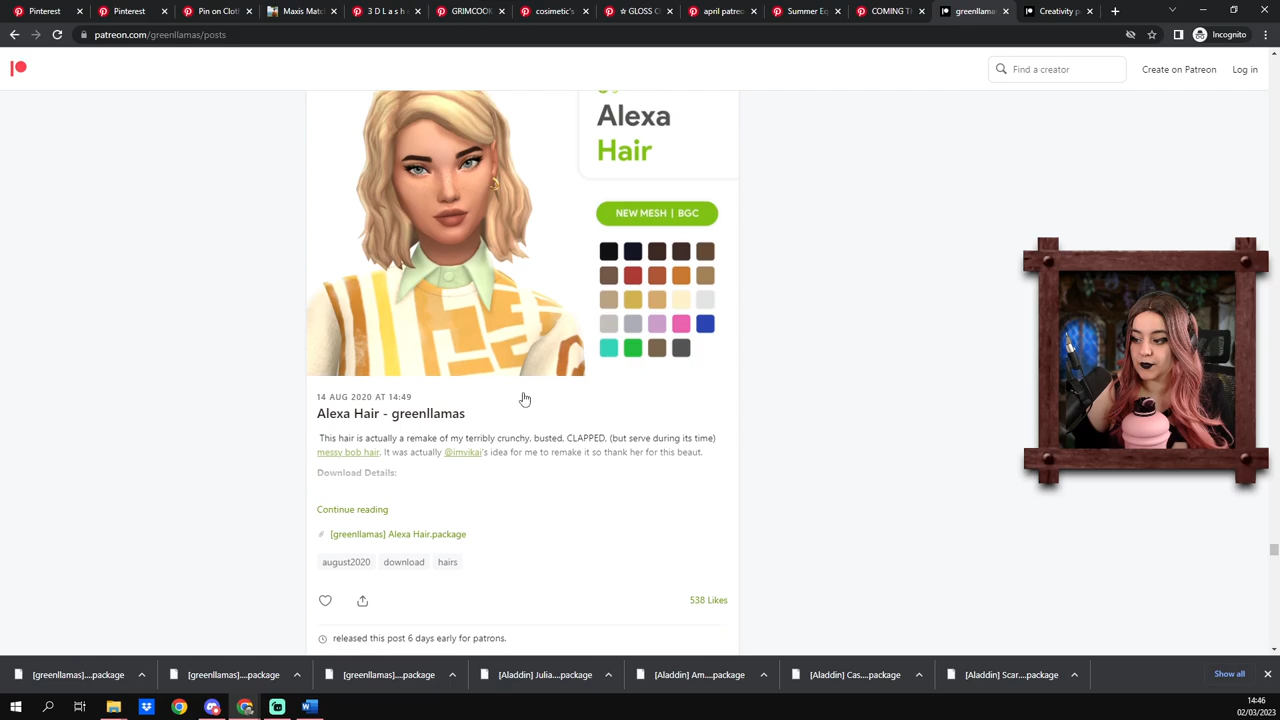 Pinterest
Pinterest
Pin on Clot
Maxis Matc
3 D L a s h
GRIMCOOK
cosmetic's
☆ GLOSS C
april patreo
Summer Eq
COMING T
greenllamas
Creativity p
Incognito
patreon.com/greenllamas/posts
Find a creator
Create on Patreon
Log in
Alexa
Hair
NEW MESH | BGC
14 AUG 2020 AT 14:49
Alexa Hair - greenllamas
This hair is actually a remake of my terribly crunchy, busted, CLAPPED, (but serve during its time)
messy bob hair. It was actually @imvikai's idea for me to remake it so thank her for this beaut.
Download Details:
Continue reading
[greenllamas] Alexa Hair.package
august2020 download hairs
538 Likes
released this post 6 days early for patrons.
[greenllamas]....package
[greenllamas]....package
[greenllamas]....package
[Aladdin] Julia....package
[Aladdin] Am....package
[Aladdin] Cas....package
[Aladdin] Scar....package
Show all
14:46
02/03/2023